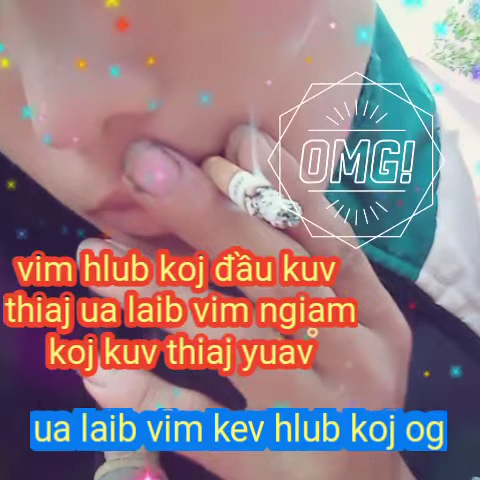 OMG!
vim hlub koj đầu kuv
thiaj ua laib vim ngiam
koj kuv thiaj yuav̊
ua laib vim kev hlub koj og